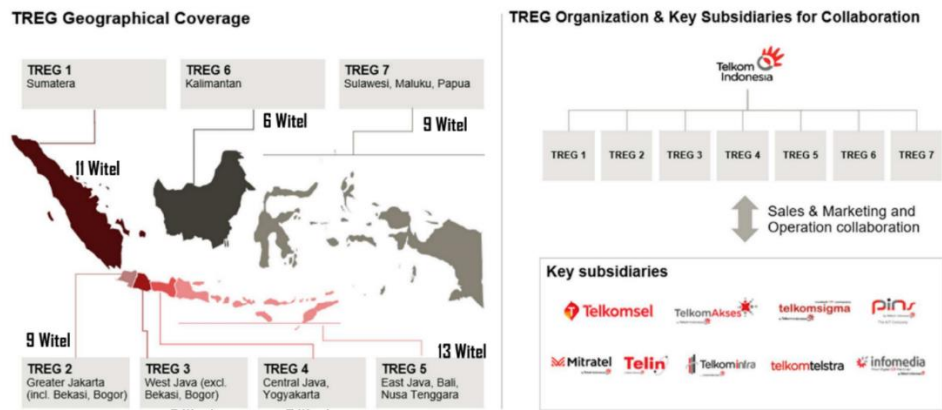 TREG Geographical Coverage
TREG 1
Sumatera
TREG 6
Kalimantan
TREG 7
Sulawesi, Maluku, Papua
6 Witel
9 Witel
11 Witel
9 Witel
13 Witel
TREG 2
Greater Jakarta
(incl. Bekasi, Bogor)
TREG 3
West Java (excl.
Bekasi, Bogor)
TREG 4
Central Java,
Yogyakarta
TREG 5
East Java, Bali,
Nusa Tenggara
TREG Organization & Key Subsidiaries for Collaboration
Telkom
Indonesia
TREG 1
TREG 2
TREG 3
TREG 4
TREG 5
TREG 6
TREG 7
Sales & Marketing and
Operation collaboration
Key subsidiaries
Telkomsel
TelkomAkses
telkomsigma
pins
Mitratel
Telin
Telkominfra
telkomtelstra
infomedia